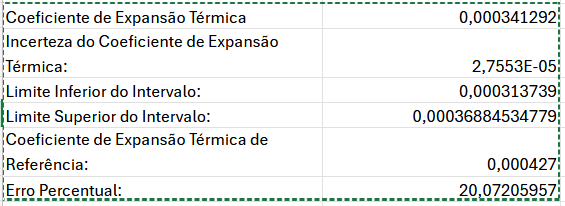 Coeficiente de Expansão Térmica 0,000341292
Incerteza do Coeficiente de Expansão
Térmica: 2,7553E-05
Limite Inferior do Intervalo: 0,000313739
Limite Superior do Intervalo: 0,00036884534779
Coeficiente de Expansão Térmica de
Referência: 0,000427
Erro Percentual: 20,07205957